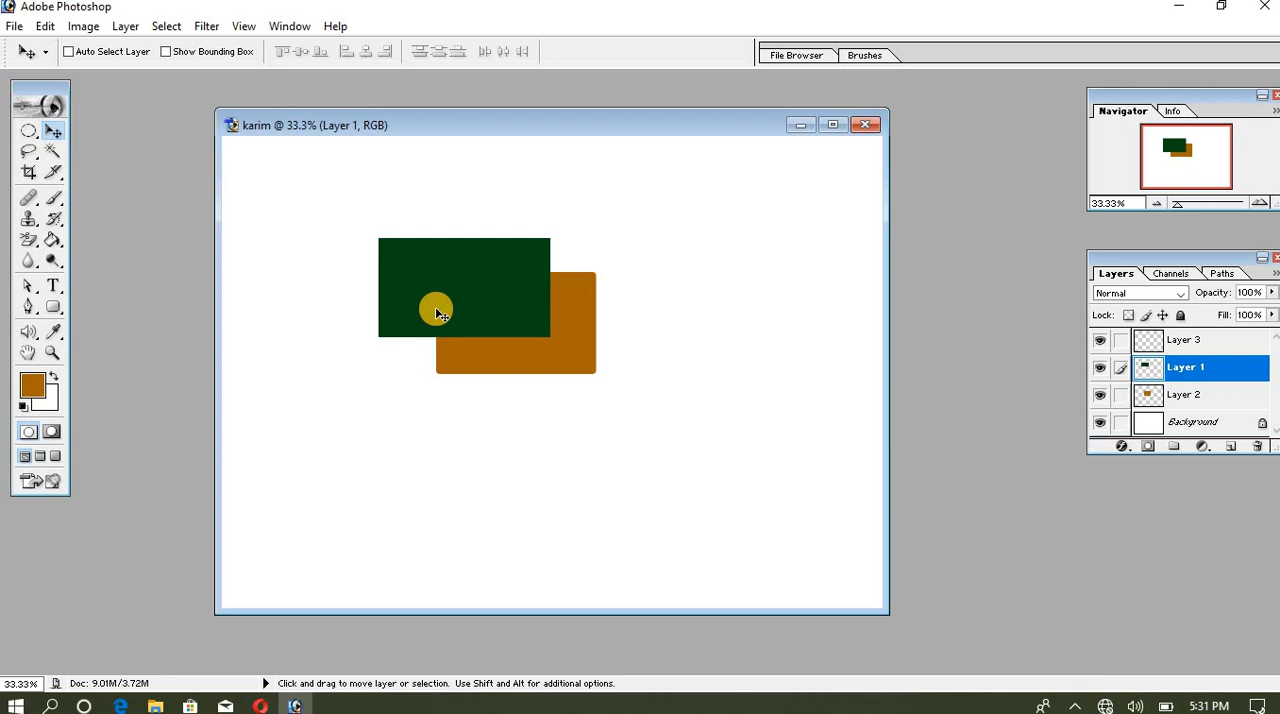 Adobe Photoshop
File Edit Image Layer Select Filter View Window Help
Auto Select Layer Show Bounding Box File Browser Brushes
karim @ 33.3% (Layer 1, RGB)
Navigator Info
33.33%
Layers Channels Paths
Normal Opacity: 100%
Lock: Fill: 100%
Layer 3
Layer 1
Layer 2
Background
T
33.33% Doc: 9.01M/3.72M Click and drag to move layer or selection. Use Shift and Alt for additional options.
5:31 PM